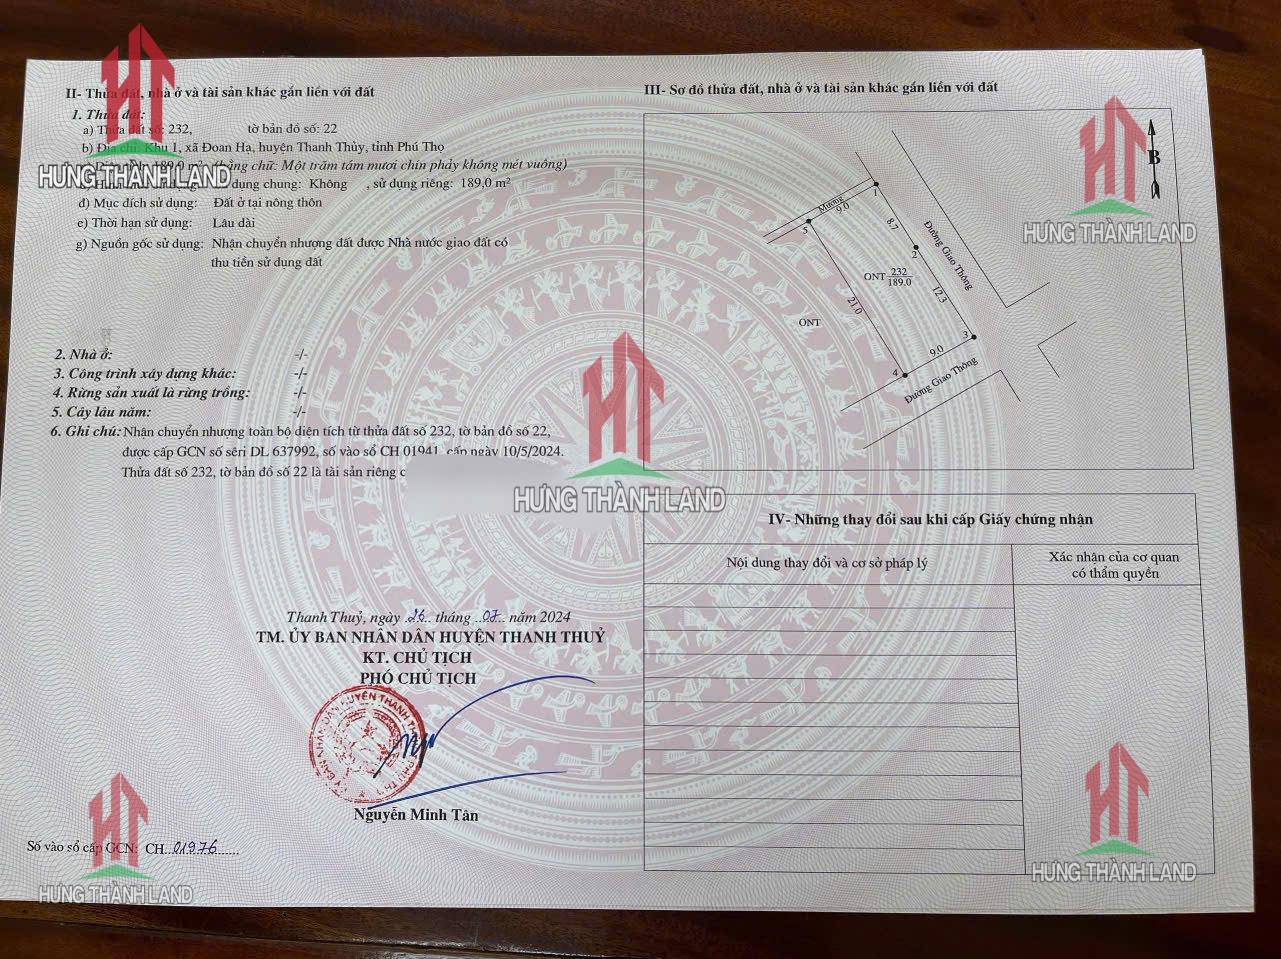 II- Thửa đất, nhà ở và tài sản khác gắn liền với đất
1. Thửa đất:
a) Thửa đất số: 232, tờ bản đồ số: 22
b) Địa chỉ: Khu 1, xã Đoan Hạ, huyện Thanh Thủy, tỉnh Phú Thọ
189,0 m² (bằng chữ: Một trăm tám mươi chín phảy không mét vuông)
dụng chung: Không , sử dụng riêng: 189,0 m²
đ) Mục đích sử dụng: Đất ở tại nông thôn
e) Thời hạn sử dụng: Lâu dài
g) Nguồn gốc sử dụng: Nhận chuyển nhượng đất được Nhà nước giao đất có
thu tiền sử dụng đất
2. Nhà ở: -/-
3. Công trình xây dựng khác: -/-
4. Rừng sản xuất là rừng trồng: -/-
5. Cây lâu năm: -/-
6. Ghi chú: Nhận chuyển nhượng toàn bộ diện tích từ thửa đất số 232, tờ bản đồ số 22,
được cấp GCN số sêri DL 637992, số vào sổ CH 01941, cấp ngày 10/5/2024.
Thửa đất số 232, tờ bản đồ số 22 là tài sản riêng c
Thanh Thuỷ, ngày 26 tháng 07 năm 2024
TM. ỦY BAN NHÂN DÂN HUYỆN THANH THUỶ
KT. CHỦ TỊCH
PHÓ CHỦ TỊCH
Nguyễn Minh Tân
Số vào sổ cấp GCN: CH 01976
III- Sơ đồ thửa đất, nhà ở và tài sản khác gắn liền với đất
B
Mương
9.0
1
5
8.7
Đường Giao Thông
2
ONT 232
189.0
12.3
21.0
ONT
3
9.0
4
Đường Giao Thông
IV- Những thay đổi sau khi cấp Giấy chứng nhận
Nội dung thay đổi và cơ sở pháp lý
Xác nhận của cơ quan
có thẩm quyền
HƯNG THÀNH LAND
HƯNG THÀNH LAND
HƯNG THÀNH LAND
HƯNG THÀNH LAND
HƯNG THÀNH LAND